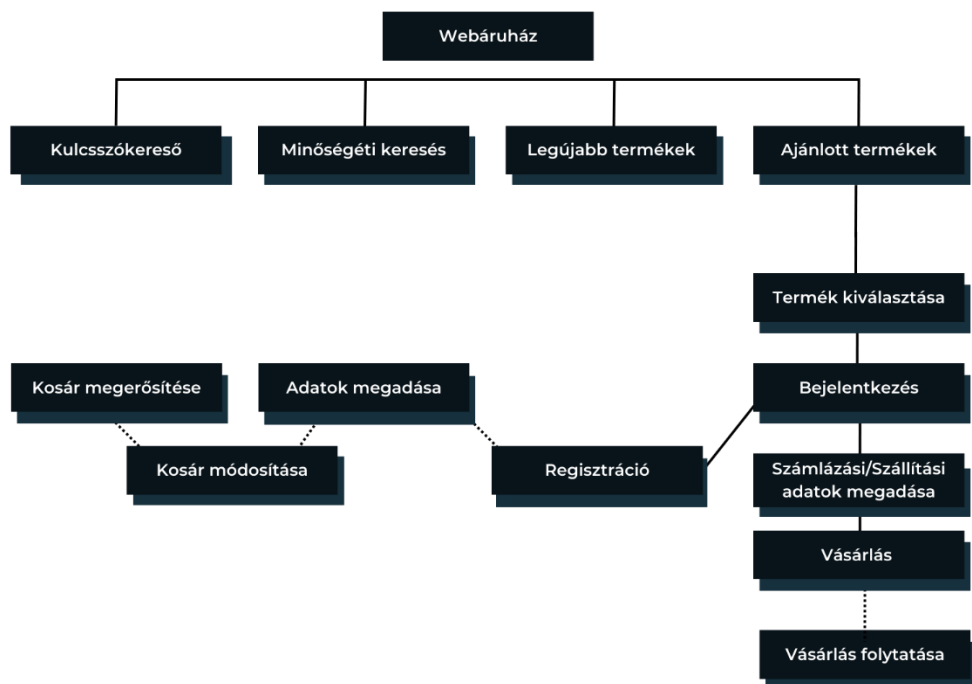 Webáruház
Kulcsszókereső
Minőségéti keresés
Legújabb termékek
Ajánlott termékek
Termék kiválasztása
Kosár megerősítése
Adatok megadása
Bejelentkezés
Kosár módosítása
Regisztráció
Számlázási/Szállítási
adatok megadása
Vásárlás
Vásárlás folytatása